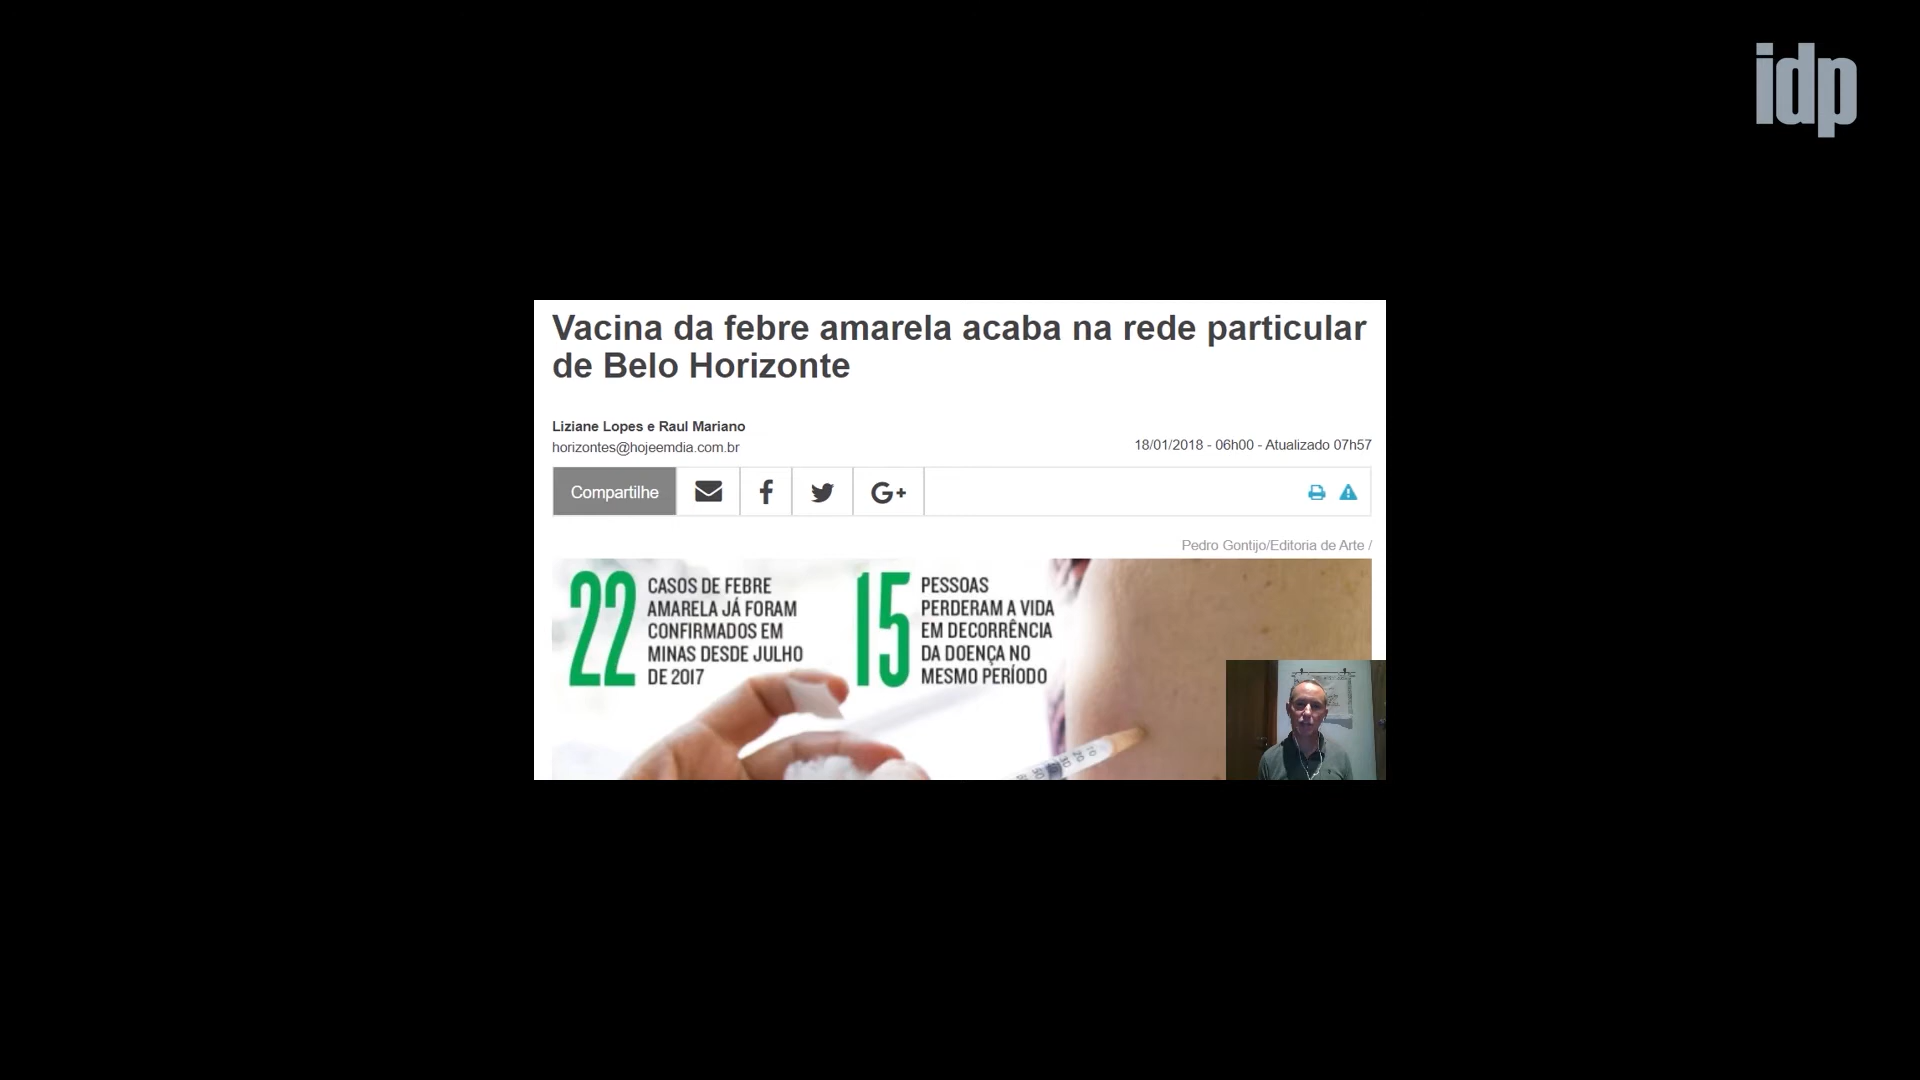 idp
Vacina da febre amarela acaba na rede particular
de Belo Horizonte
Liziane Lopes e Raul Mariano
horizontes@hojeemdia.com.br
18/01/2018 - 06h00 - Atualizado 07h57
Compartilhe
G+
Pedro Gontijo/Editoria de Arte /
22
CASOS DE FEBRE
AMARELA JÁ FORAM
CONFIRMADOS EM
MINAS DESDE JULHO
DE 2017
15
PESSOAS
PERDERAM A VIDA
EM DECORRÊNCIA
DA DOENÇA NO
MESMO PERÍODO